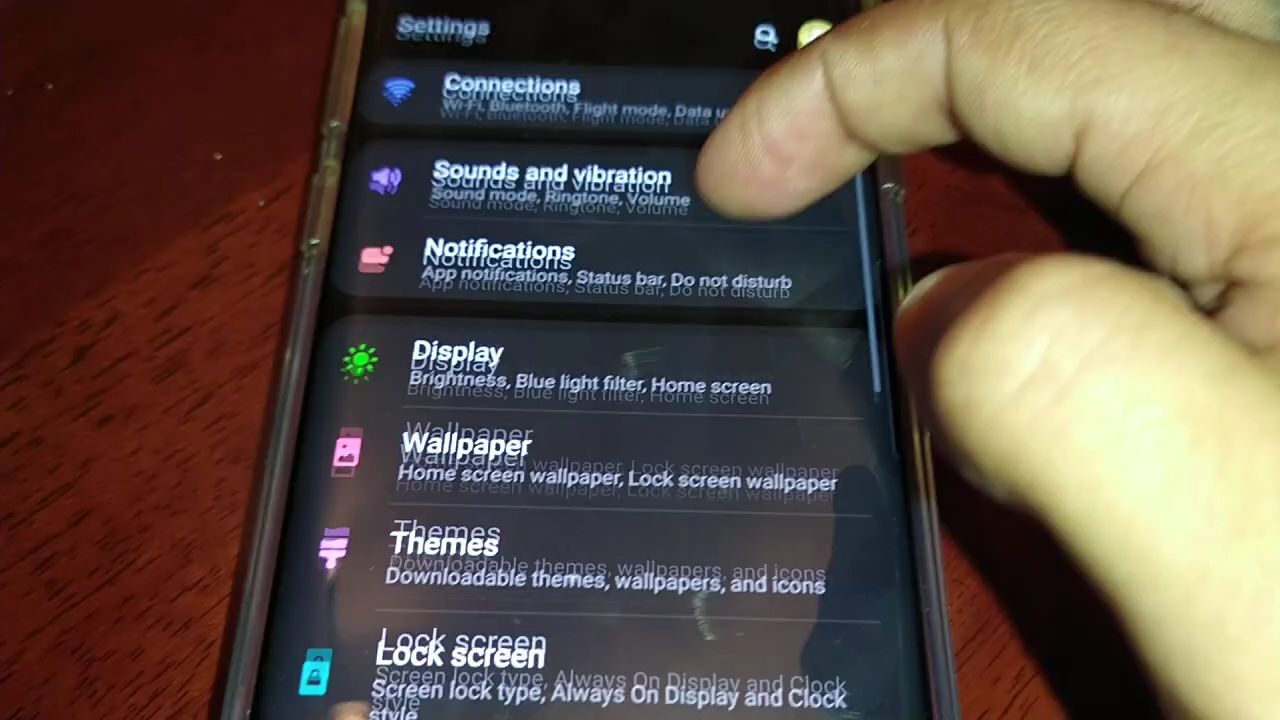 Settings
Connections
Wi-Fi, Bluetooth, Flight mode, Data
Sounds and vibration
Sound mode, Ringtone, Volume
Notifications
App notifications, Status bar, Do not disturb
Display
Brightness, Blue light filter, Home screen
Wallpaper
Home screen wallpaper, Lock screen wallpaper
Themes
Downloadable themes, wallpapers, and icons
Lock screen
Screen lock type, Always On Display and Clock
style